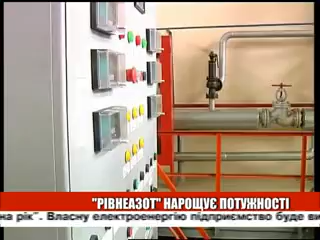 "РІВНЕАЗОТ" НАРОЩУЄ ПОТУЖНОСТІ
на рік". Власну електроенергію підприємство буде ви